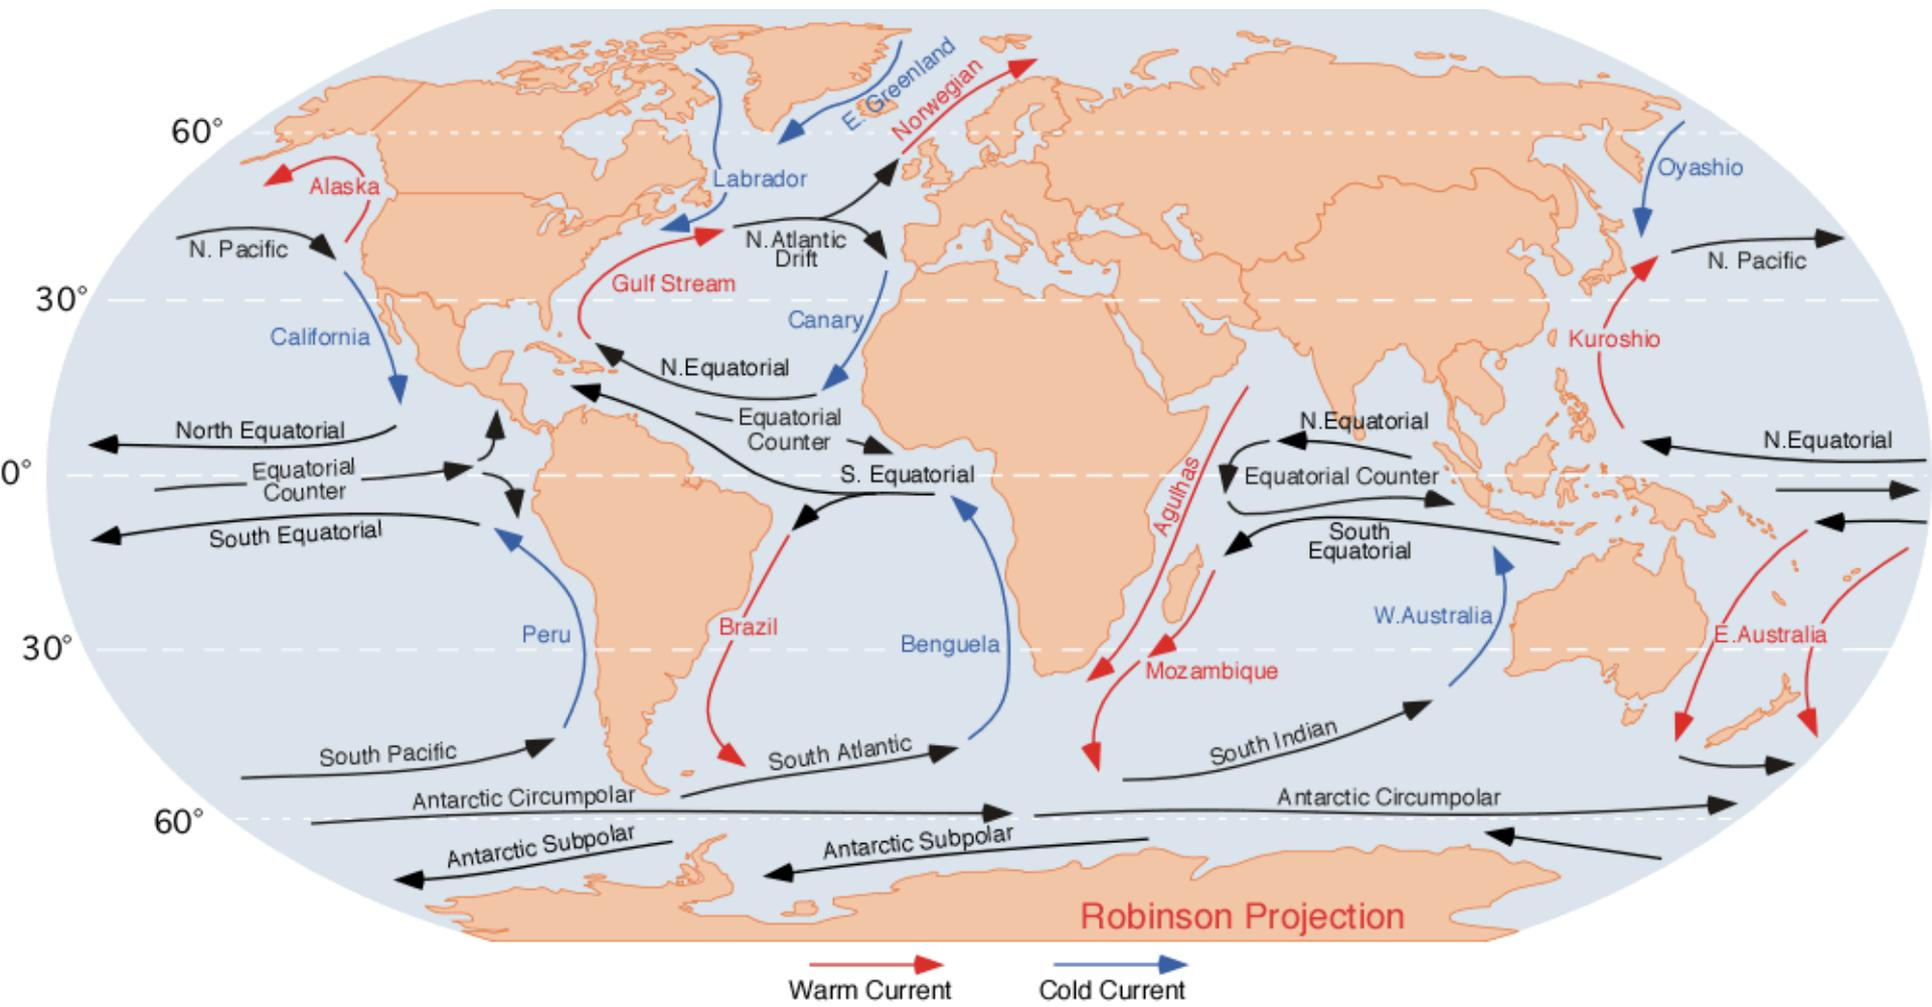 E. Greenland
Norwegian
60°
Oyashio
Alaska
Labrador
N. Pacific
N.Atlantic
Drift
N. Pacific
Gulf Stream
30°
California
Canary
Kuroshio
N.Equatorial
North Equatorial
Equatorial
Counter
N.Equatorial
N.Equatorial
0°
Equatorial
Counter
S. Equatorial
Equatorial Counter
Agulhas
South Equatorial
South
Equatorial
Peru
Brazil
Benguela
W.Australia
E.Australia
30°
Mozambique
South Pacific
South Atlantic
South Indian
Antarctic Circumpolar
Antarctic Circumpolar
60°
Antarctic Subpolar
Antarctic Subpolar
Robinson Projection
Warm Current
Cold Current